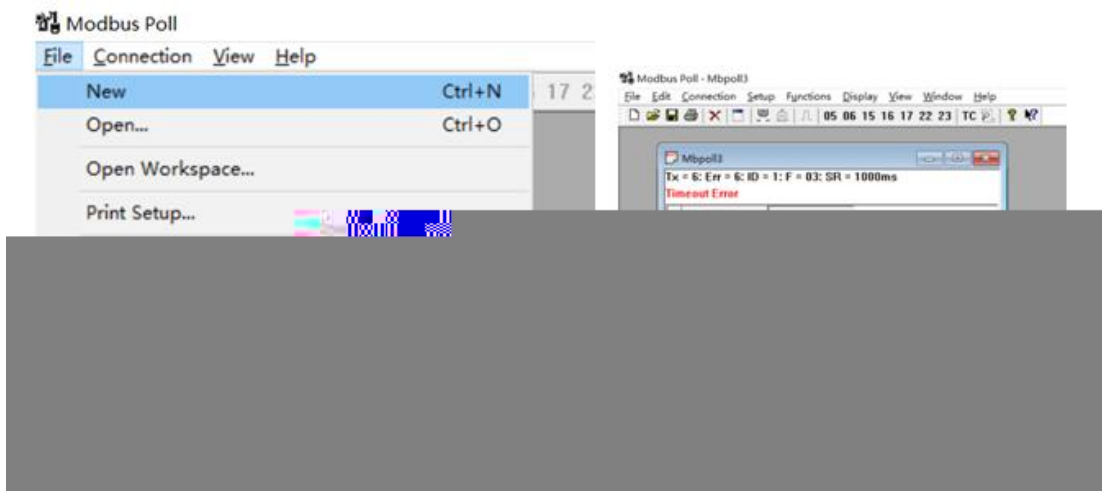 Modbus Poll
File Connection View Help
New Ctrl+N 17 2
Open... Ctrl+O
Open Workspace...
Print Setup...
Modbus Poll - Mbpoll3
File Edit Connection Setup Functions Display View Window Help
05 06 15 16 17 22 23 TC
Mbpoll3
Tx = 6: Err = 6: ID = 1: F = 03: SR = 1000ms
Timeout Error